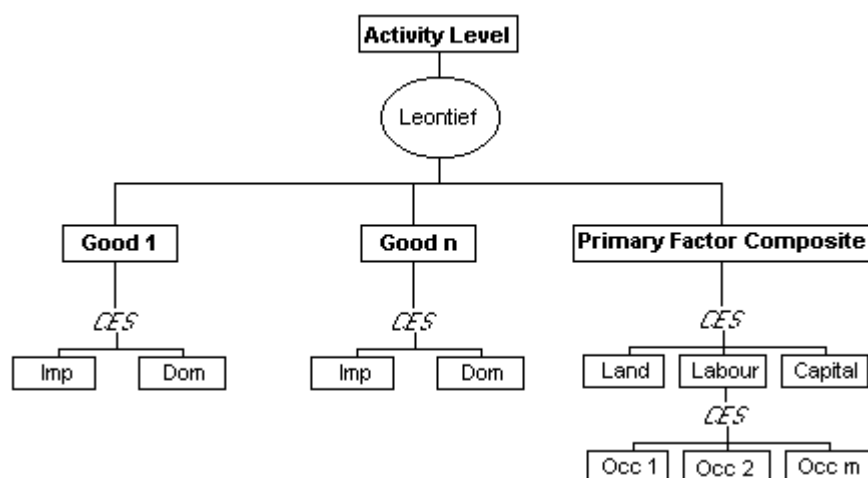 Activity Level
Leontief
Good 1
Good n
Primary Factor Composite
CES
CES
CES
Imp
Dom
Imp
Dom
Land
Labour
Capital
CES
Occ 1
Occ 2
Occ m